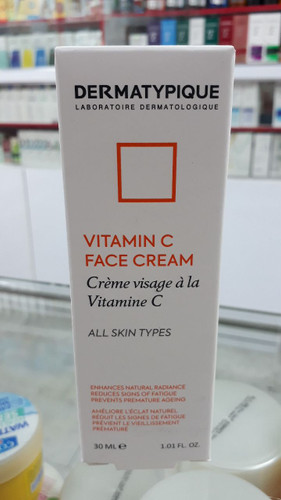 DERMATYPIQUE
LABORATOIRE DERMATOLOGIQUE
VITAMIN C
FACE CREAM
Crème visage à la
Vitamine C
ALL SKIN TYPES
ENHANCES NATURAL RADIANCE
REDUCES SIGNS OF FATIGUE
PREVENTS PREMATURE AGEING
AMÉLIORE L'ÉCLAT NATUREL
RÉDUIT LES SIGNES DE FATIGUE
PRÉVIENT LE VIEILLISSEMENT
PRÉMATURÉ
30 ML ℮ 1.01 FL. OZ.